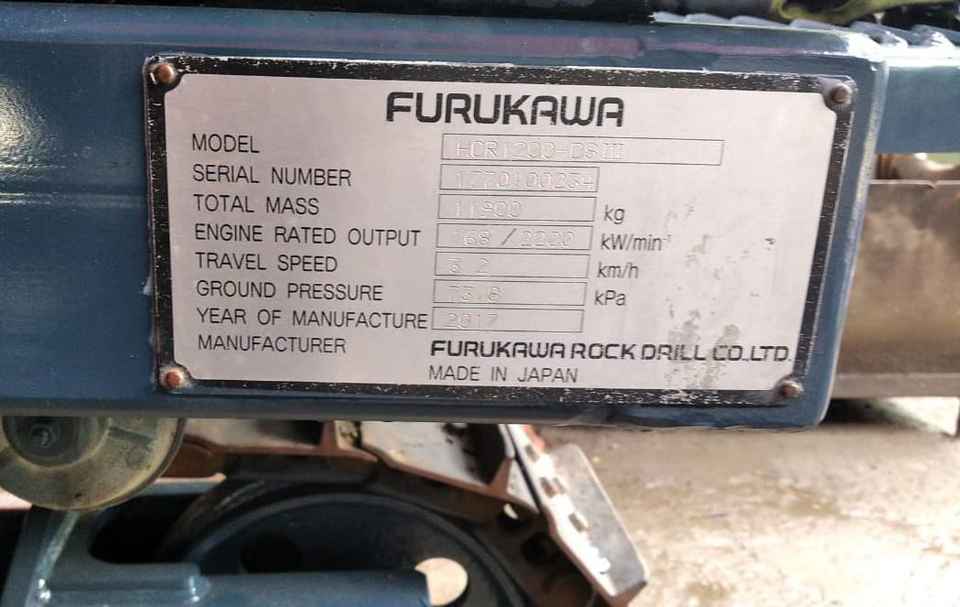 FURUKAWA
MODEL HCR1200-DSIII
SERIAL NUMBER 1770100234
TOTAL MASS 11900 kg
ENGINE RATED OUTPUT 168 / 2200 kW/min⁻¹
TRAVEL SPEED 3.2 km/h
GROUND PRESSURE 73.8 kPa
YEAR OF MANUFACTURE 2017
MANUFACTURER FURUKAWA ROCK DRILL CO.,LTD.
MADE IN JAPAN